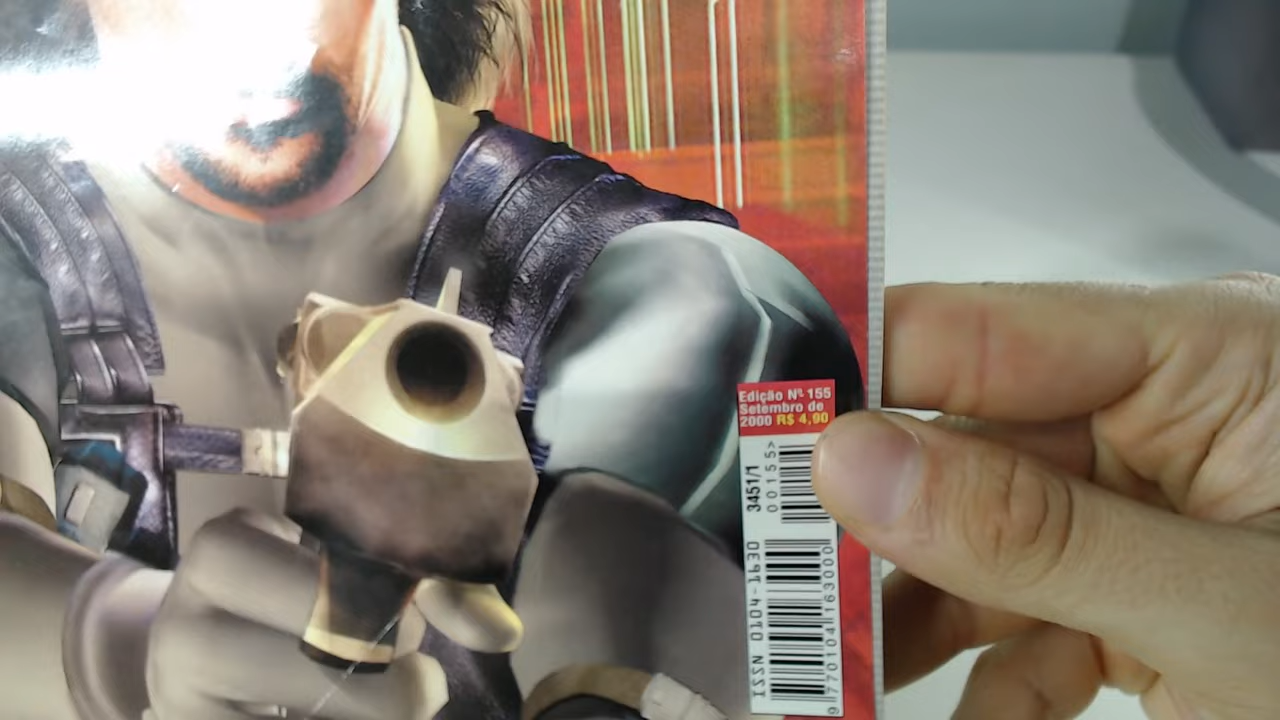 Edição Nº 155
Setembro de
2000 R$ 4,90
3451/1
00155>
ISSN 0104-1630
9 770104 163000